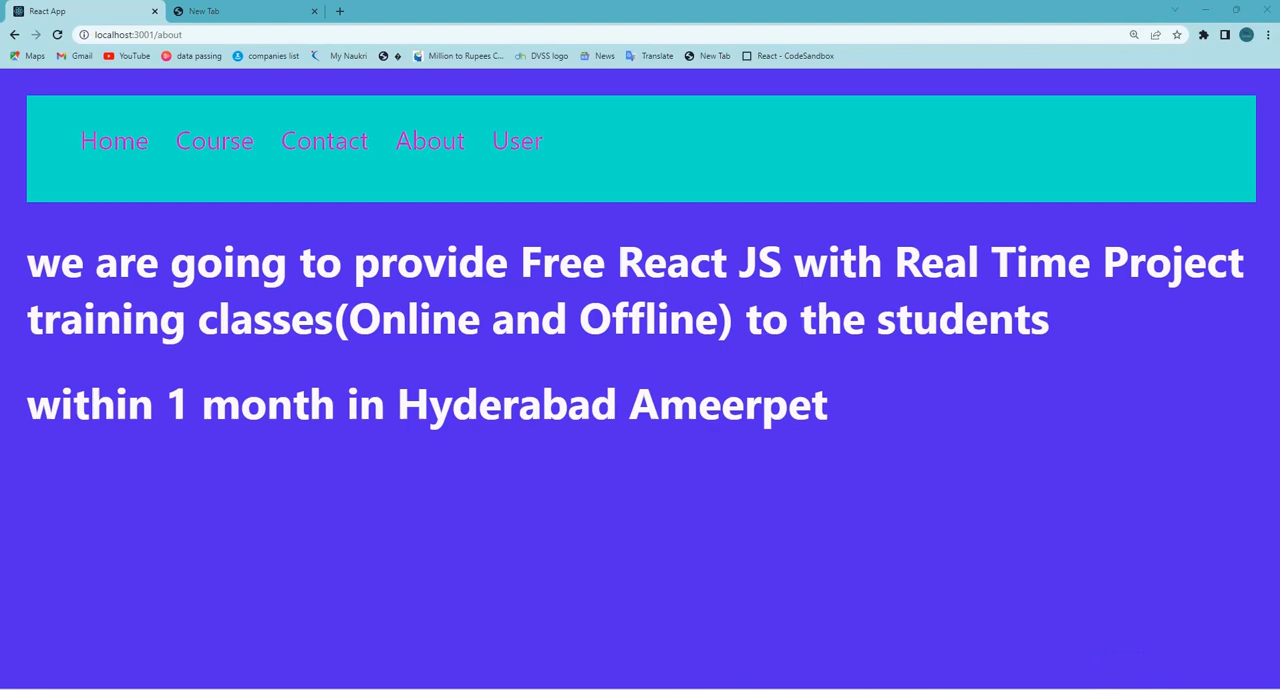 React App
New Tab
localhost:3001/about
Maps Gmail YouTube data passing companies list My Naukri Million to Rupees C... DVSS logo News Translate New Tab React - CodeSandbox
Home Course Contact About User
we are going to provide Free React JS with Real Time Project
training classes(Online and Offline) to the students
within 1 month in Hyderabad Ameerpet